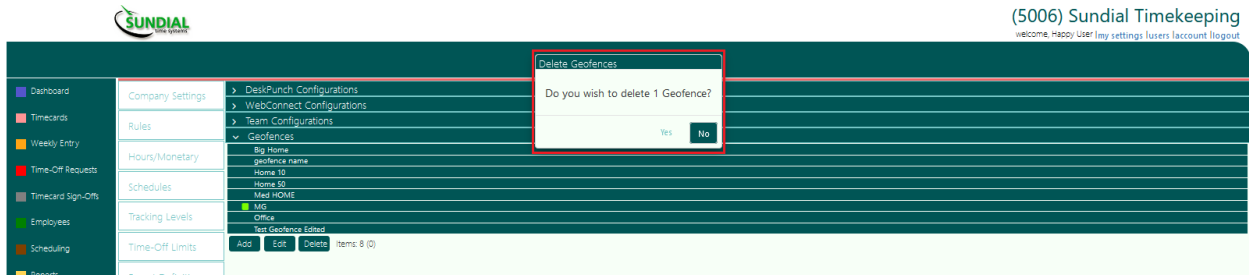 SUNDIAL
time systems
(5006) Sundial Timekeeping
welcome, Happy User |my settings |users |account |logout
Delete Geofences
Do you wish to delete 1 Geofence?
Yes
No
Dashboard
Timecards
Weekly Entry
Time-Off Requests
Timecard Sign-Offs
Employees
Scheduling
Reports
Company Settings
Rules
Hours/Monetary
Schedules
Tracking Levels
Time-Off Limits
> DeskPunch Configurations
> WebConnect Configurations
> Team Configurations
Geofences
Big Home
geofence name
Home 10
Home 50
Med HOME
MG
Office
Test Geofence Edited
Add Edit Delete Items: 8 (0)